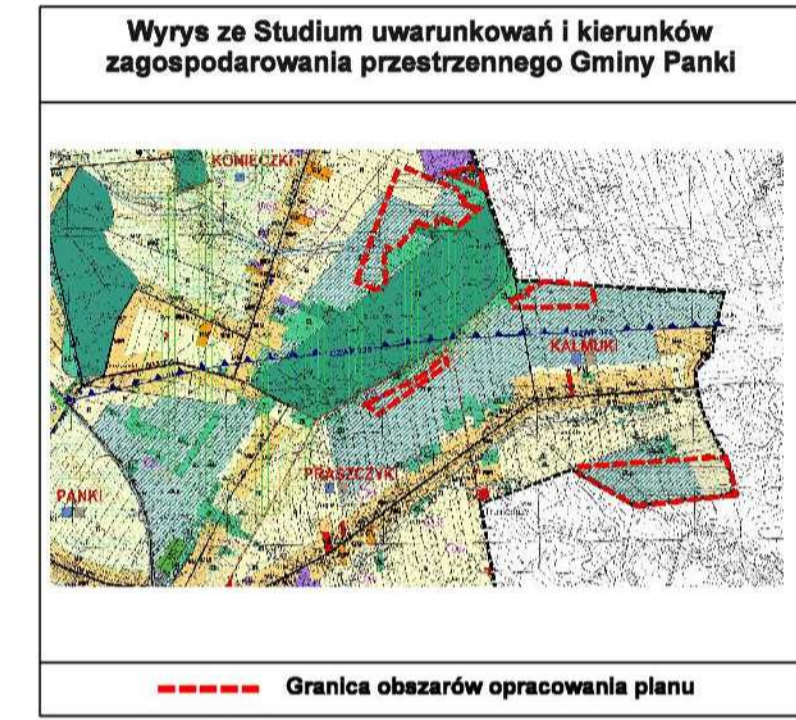 Wyrys ze Studium uwarunkowań i kierunków
zagospodarowania przestrzennego Gminy Panki
KONIECZKI
KAŁMUKI
PRASZCZYKI
PANKI
Granica obszarów opracowania planu